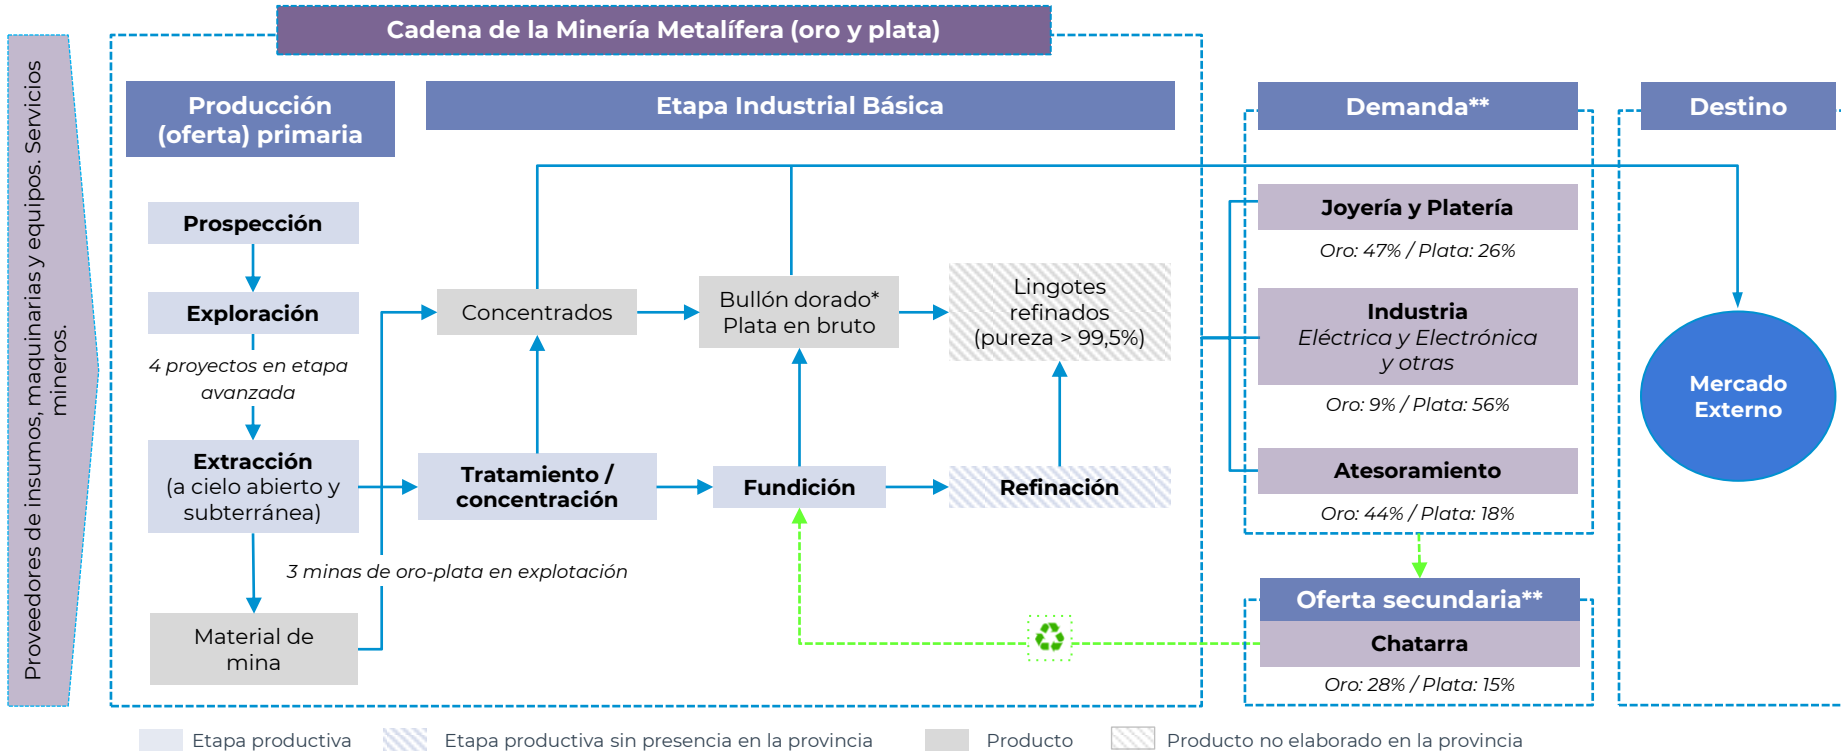 Cadena de la Minería Metalífera (oro y plata)
Proveedores de insumos, maquinarias y equipos. Servicios
mineros.
Producción
(oferta) primaria
Etapa Industrial Básica
Demanda**
Destino
Prospección
Exploración
4 proyectos en etapa
avanzada
Extracción
(a cielo abierto y
subterránea)
Material de
mina
3 minas de oro-plata en explotación
Concentrados
Tratamiento /
concentración
Bullón dorado*
Plata en bruto
Fundición
Lingotes
refinados
(pureza > 99,5%)
Refinación
Joyería y Platería
Oro: 47% / Plata: 26%
Industria
Eléctrica y Electrónica
y otras
Oro: 9% / Plata: 56%
Atesoramiento
Oro: 44% / Plata: 18%
Oferta secundaria**
Chatarra
Oro: 28% / Plata: 15%
Mercado
Externo
Etapa productiva
Etapa productiva sin presencia en la provincia
Producto
Producto no elaborado en la provincia